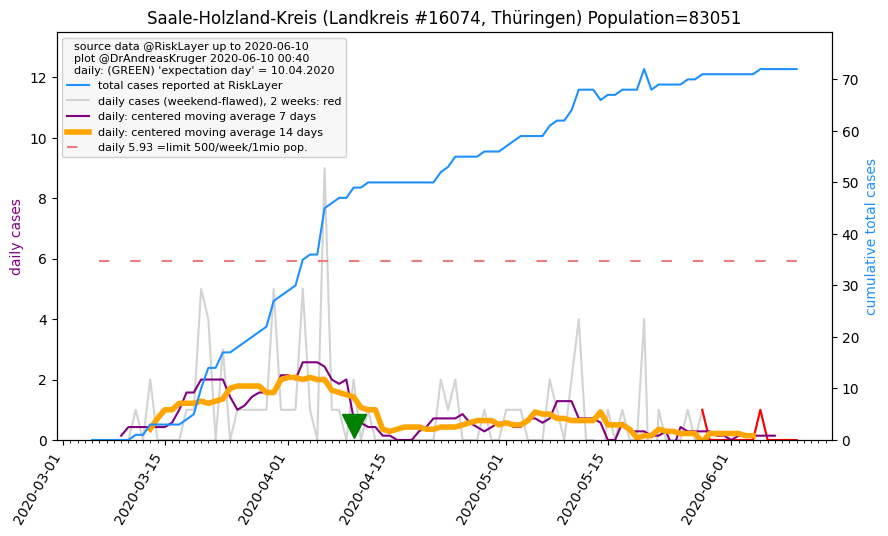 Saale-Holzland-Kreis (Landkreis #16074, Thüringen) Population=83051
source data @RiskLayer up to 2020-06-10
plot @DrAndreasKruger 2020-06-10 00:40
daily: (GREEN) 'expectation day' = 10.04.2020
total cases reported at RiskLayer
daily cases (weekend-flawed), 2 weeks: red
daily: centered moving average 7 days
daily: centered moving average 14 days
daily 5.93 =limit 500/week/1mio pop.
daily cases
0
2
4
6
8
10
12
cumulative total cases
0
10
20
30
40
50
60
70
2020-03-01
2020-03-15
2020-04-01
2020-04-15
2020-05-01
2020-05-15
2020-06-01